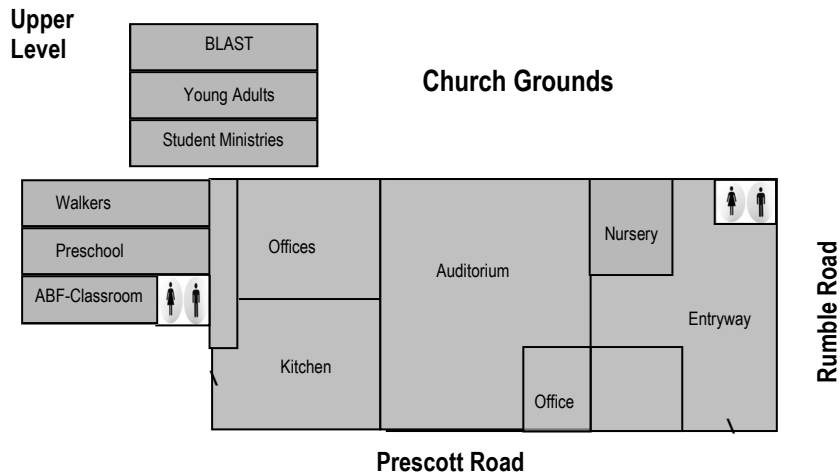 Upper
Level
BLAST
Church Grounds
Young Adults
Student Ministries
Walkers
Preschool
ABF-Classroom
Offices
Auditorium
Nursery
Entryway
Rumble Road
Kitchen
Office
Prescott Road